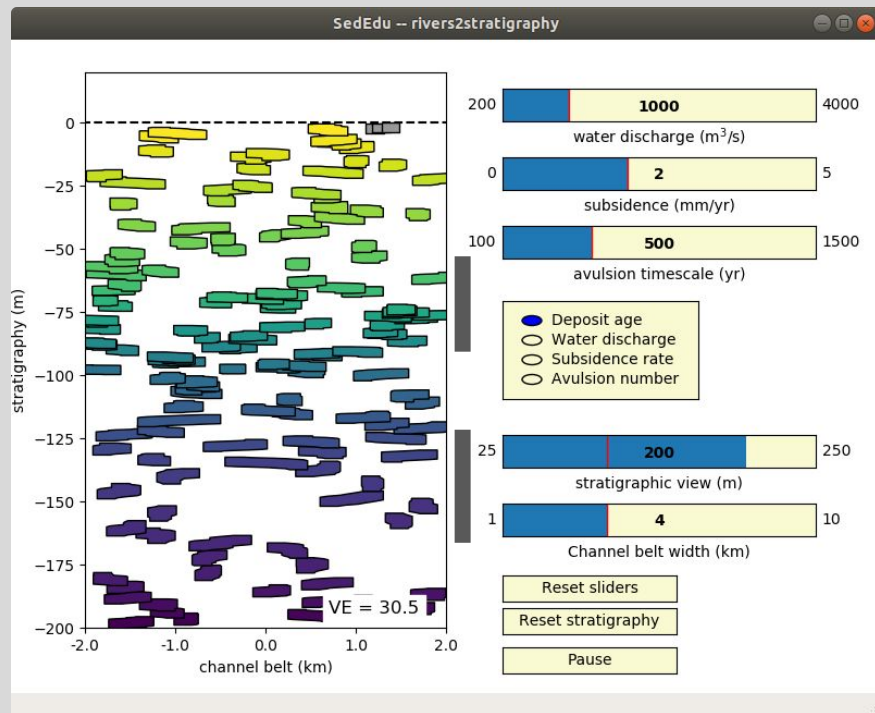 SedEdu -- rivers2stratigraphy
0
−25
−50
−75
−100
−125
−150
−175
−200
stratigraphy (m)
VE = 30.5
-2.0
-1.0
0.0
1.0
2.0
channel belt (km)
200
1000
4000
water discharge (m³/s)
0
2
5
subsidence (mm/yr)
100
500
1500
avulsion timescale (yr)
Deposit age
Water discharge
Subsidence rate
Avulsion number
25
200
250
stratigraphic view (m)
1
4
10
Channel belt width (km)
Reset sliders
Reset stratigraphy
Pause